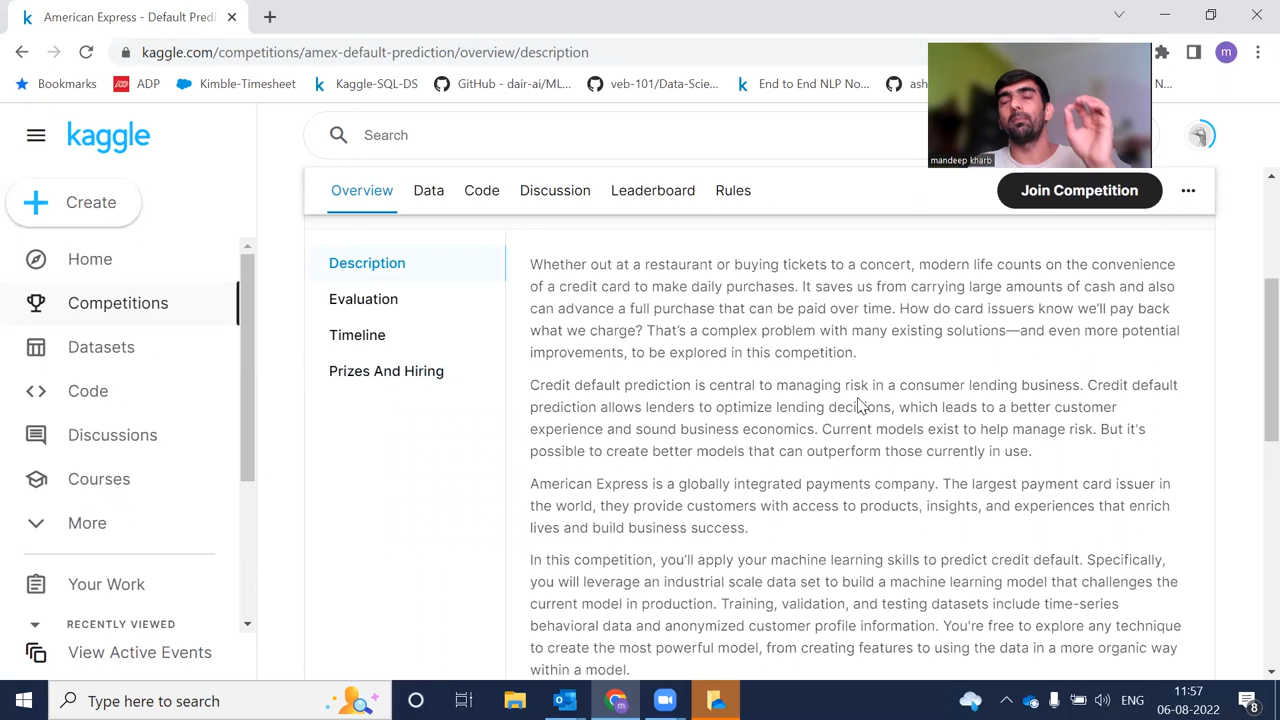 American Express - Default Predi
kaggle.com/competitions/amex-default-prediction/overview/description
m
Bookmarks
ADP
Kimble-Timesheet
Kaggle-SQL-DS
GitHub - dair-ai/ML...
veb-101/Data-Scie...
End to End NLP No...
ash
N...
mandeep kharb
kaggle
Search
Create
Overview
Data
Code
Discussion
Leaderboard
Rules
Join Competition
Home
Competitions
Datasets
Code
Discussions
Courses
More
Your Work
RECENTLY VIEWED
View Active Events
Description
Evaluation
Timeline
Prizes And Hiring
Whether out at a restaurant or buying tickets to a concert, modern life counts on the convenience
of a credit card to make daily purchases. It saves us from carrying large amounts of cash and also
can advance a full purchase that can be paid over time. How do card issuers know we'll pay back
what we charge? That's a complex problem with many existing solutions—and even more potential
improvements, to be explored in this competition.
Credit default prediction is central to managing risk in a consumer lending business. Credit default
prediction allows lenders to optimize lending decisions, which leads to a better customer
experience and sound business economics. Current models exist to help manage risk. But it's
possible to create better models that can outperform those currently in use.
American Express is a globally integrated payments company. The largest payment card issuer in
the world, they provide customers with access to products, insights, and experiences that enrich
lives and build business success.
In this competition, you'll apply your machine learning skills to predict credit default. Specifically,
you will leverage an industrial scale data set to build a machine learning model that challenges the
current model in production. Training, validation, and testing datasets include time-series
behavioral data and anonymized customer profile information. You're free to explore any technique
to create the most powerful model, from creating features to using the data in a more organic way
within a model.
Type here to search
m
ENG
11:57
06-08-2022
8